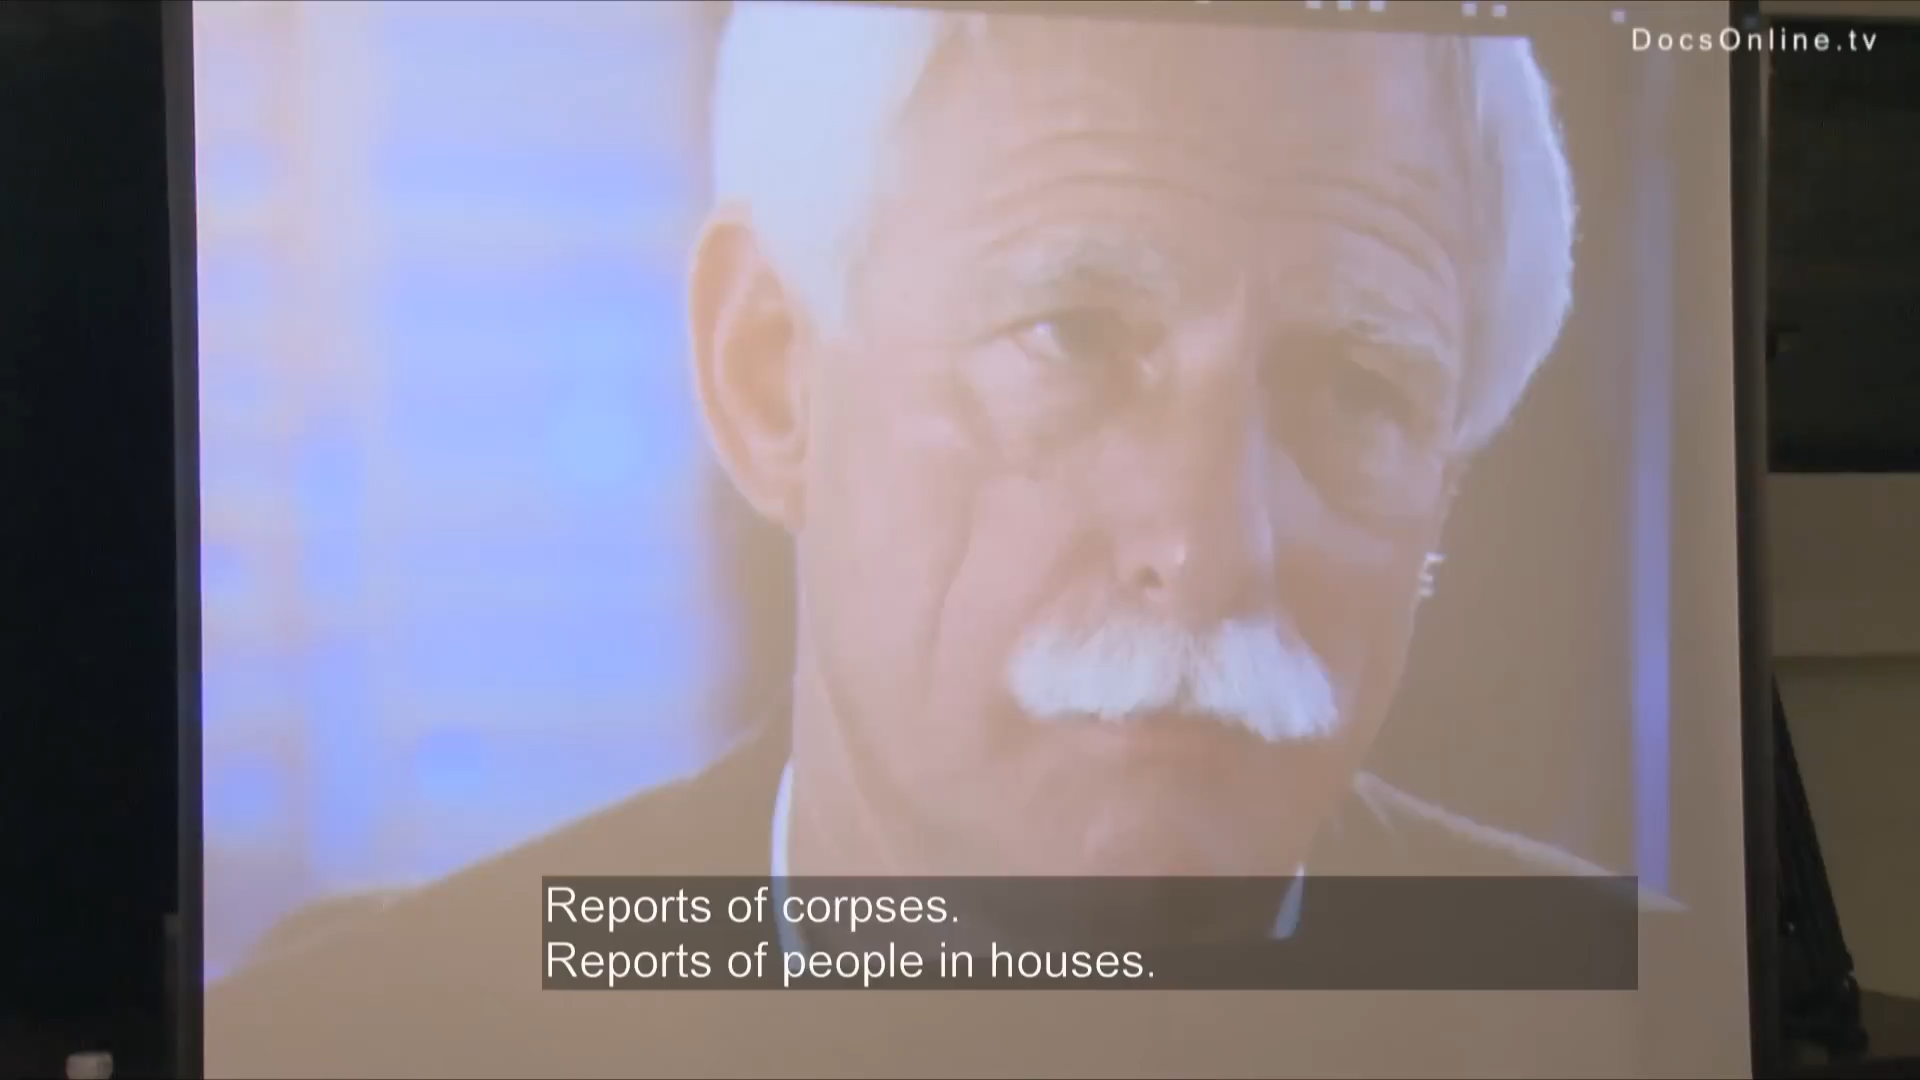 DocsOnline.tv
Reports of corpses.
Reports of people in houses.